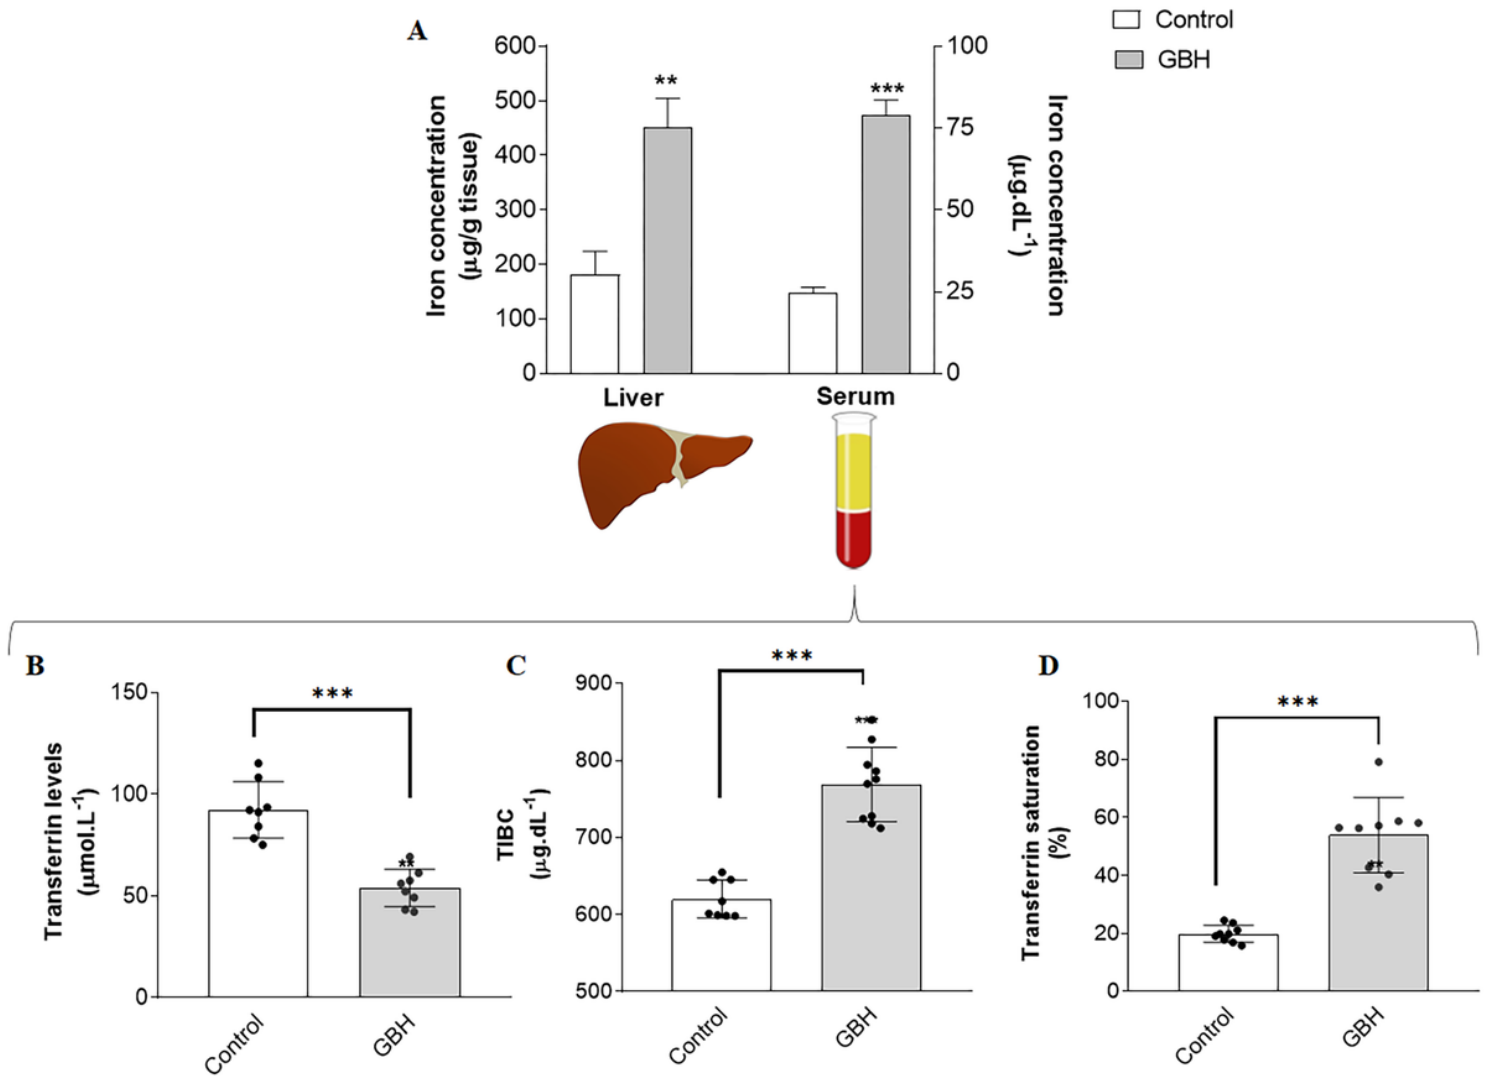 A
Control
GBH
Iron concentration
(μg/g tissue)
600
500
400
300
200
100
0
**
***
100
75
50
25
0
Iron concentration
(μg.dL⁻¹)
Liver
Serum
B
Transferrin levels
(μmol.L⁻¹)
150
100
50
0
***
**
Control
GBH
C
TIBC
(μg.dL⁻¹)
900
800
700
600
500
***
***
Control
GBH
D
Transferrin saturation
(%)
100
80
60
40
20
0
***
**
Control
GBH